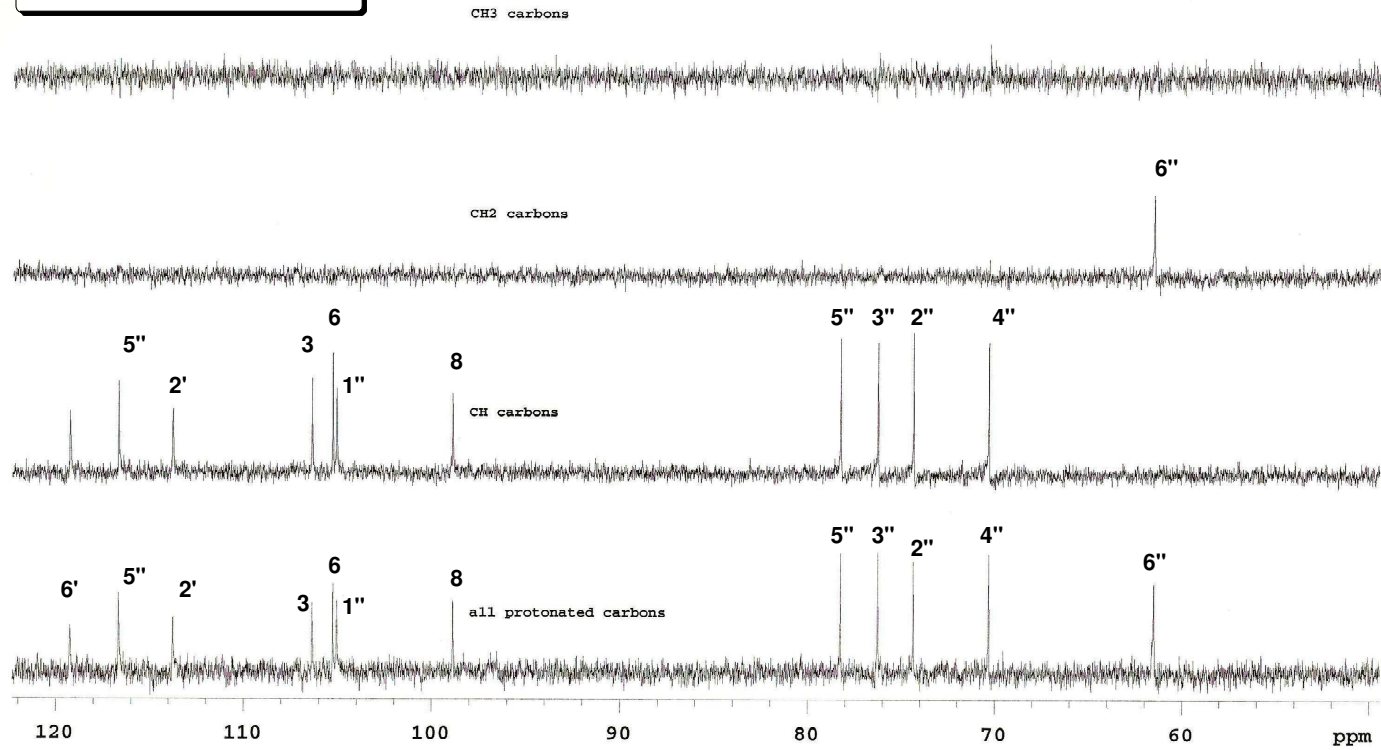 CH3 carbons
6"
CH2 carbons
6
5" 3" 2" 4"
5" 3
8
2' 1"
CH carbons
5" 3" 4"
2"
6
6"
5" 8
6' 2'
3 1"
all protonated carbons
120 110 100 90 80 70 60 ppm